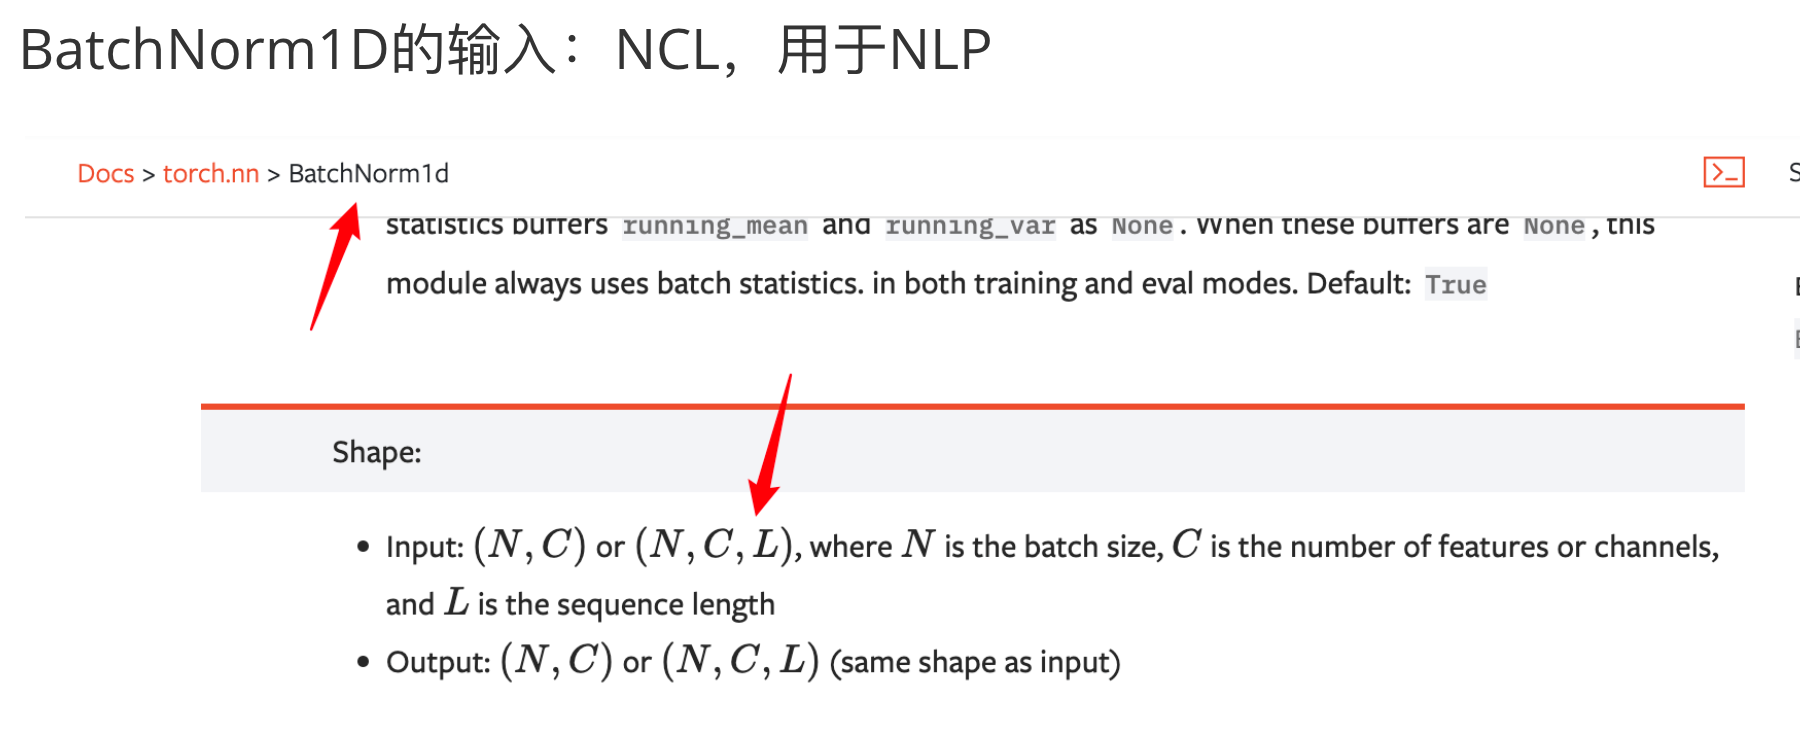 BatchNorm1D的输入：NCL，用于NLP
Docs > torch.nn > BatchNorm1d
statistics buffers running_mean and running_var as None. When these buffers are None, this
module always uses batch statistics. in both training and eval modes. Default: True
Shape:
• Input: (N, C) or (N, C, L), where N is the batch size, C is the number of features or channels,
and L is the sequence length
• Output: (N, C) or (N, C, L) (same shape as input)